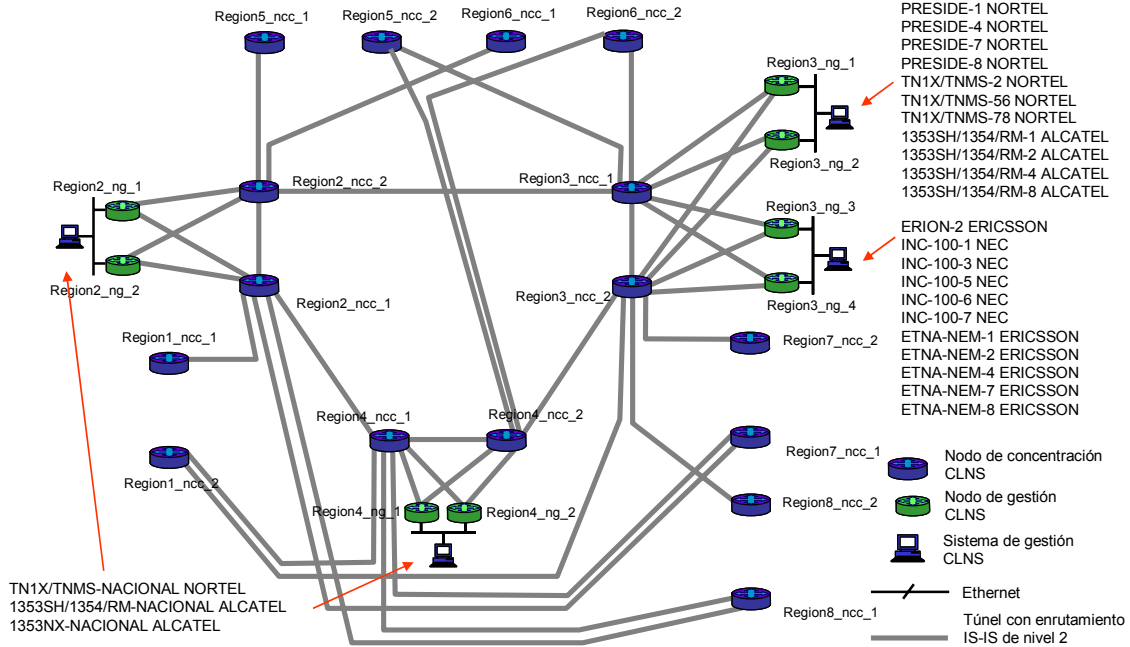 Region5_ncc_1
Region5_ncc_2
Region6_ncc_1
Region6_ncc_2
PRESIDE-1 NORTEL
PRESIDE-4 NORTEL
PRESIDE-7 NORTEL
PRESIDE-8 NORTEL
TN1X/TNMS-2 NORTEL
TN1X/TNMS-56 NORTEL
TN1X/TNMS-78 NORTEL
1353SH/1354/RM-1 ALCATEL
1353SH/1354/RM-2 ALCATEL
1353SH/1354/RM-4 ALCATEL
1353SH/1354/RM-8 ALCATEL
Region3_ng_1
Region3_ng_2
Region2_ng_1
Region2_ncc_2
Region3_ncc_1
Region3_ng_3
ERION-2 ERICSSON
INC-100-1 NEC
INC-100-3 NEC
INC-100-5 NEC
INC-100-6 NEC
INC-100-7 NEC
ETNA-NEM-1 ERICSSON
ETNA-NEM-2 ERICSSON
ETNA-NEM-4 ERICSSON
ETNA-NEM-7 ERICSSON
ETNA-NEM-8 ERICSSON
Region2_ng_2
Region2_ncc_1
Region3_ncc_2
Region3_ng_4
Region1_ncc_1
Region7_ncc_2
Region4_ncc_1
Region4_ncc_2
Region7_ncc_1
Region1_ncc_2
Region8_ncc_2
Region4_ng_1
Region4_ng_2
Nodo de concentración
CLNS
Nodo de gestión
CLNS
Sistema de gestión
CLNS
Ethernet
Túnel con enrutamiento
IS-IS de nivel 2
TN1X/TNMS-NACIONAL NORTEL
1353SH/1354/RM-NACIONAL ALCATEL
1353NX-NACIONAL ALCATEL
Region8_ncc_1